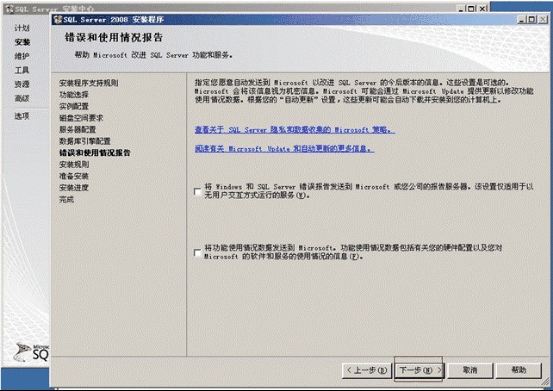 SQL Server 安装中心
计划
安装
维护
工具
资源
高级
选项
SQL Server 2008 安装程序
错误和使用情况报告
帮助 Microsoft 改进 SQL Server 功能和服务。
安装程序支持规则
功能选择
实例配置
磁盘空间要求
服务器配置
数据库引擎配置
错误和使用情况报告
安装规则
准备安装
安装进度
完成
指定您愿意自动发送到 Microsoft 以改进 SQL Server 的今后版本的信息。这些设置是可选的。
Microsoft 会将该信息视为机密信息。Microsoft 可能会通过 Microsoft Update 提供更新以修改功能
使用情况数据。根据您的“自动更新”设置，这些更新可能会自动下载并安装到您的计算机上。
查看关于 SQL Server 隐私和数据收集的 Microsoft 策略。
阅读有关 Microsoft Update 和自动更新的更多信息。
将 Windows 和 SQL Server 错误报告发送到 Microsoft 或您公司的报告服务器。该设置仅适用于以
无用户交互方式运行的服务(W)。
将功能使用情况数据发送到 Microsoft。功能使用情况数据包括有关您的硬件配置以及您对
Microsoft 的软件和服务的使用情况的信息(F)。
Micros
SQ
< 上一步(B)
下一步(N) >
取消
帮助